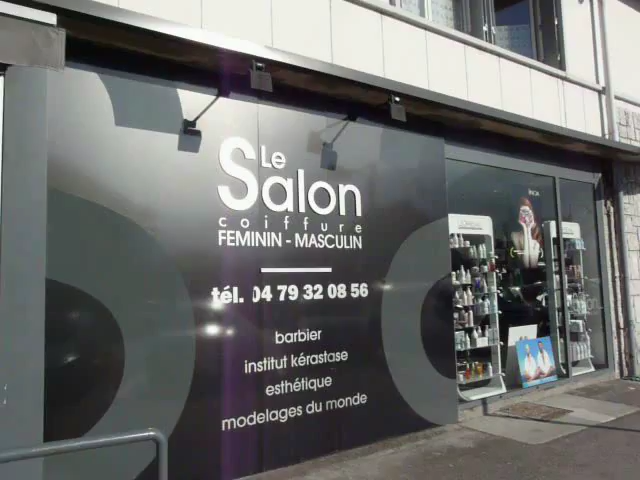 Le
Salon
coiffure
FEMININ - MASCULIN
tél. 04 79 32 08 56
barbier
institut kérastase
esthétique
modelages du monde